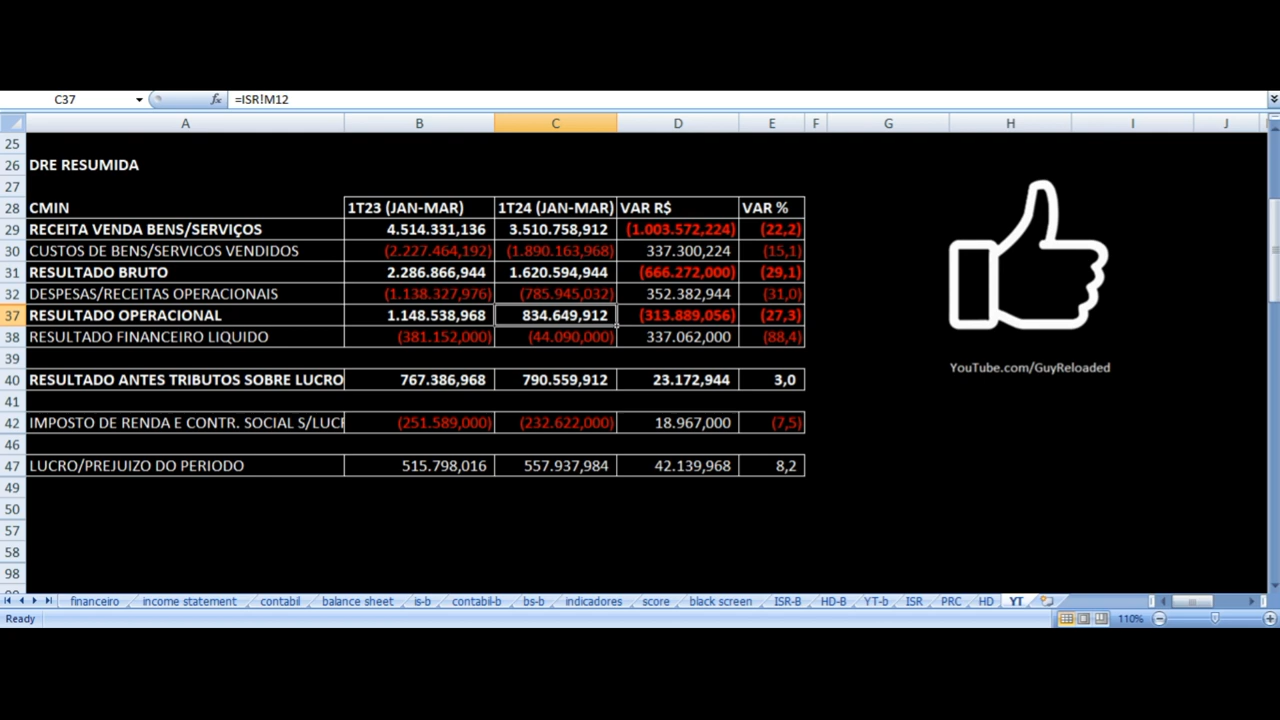 C37 fx =ISR!M12
A B C D E F G H I J
25
26 DRE RESUMIDA
27
28 CMIN 1T23 (JAN-MAR) 1T24 (JAN-MAR) VAR R$ VAR %
29 RECEITA VENDA BENS/SERVIÇOS 4.514.331,136 3.510.758,912 (1.003.572,224) (22,2)
30 CUSTOS DE BENS/SERVICOS VENDIDOS (2.227.464,192) (1.890.163,968) 337.300,224 (15,1)
31 RESULTADO BRUTO 2.286.866,944 1.620.594,944 (666.272,000) (29,1)
32 DESPESAS/RECEITAS OPERACIONAIS (1.138.327,976) (785.945,032) 352.382,944 (31,0)
37 RESULTADO OPERACIONAL 1.148.538,968 834.649,912 (313.889,056) (27,3)
38 RESULTADO FINANCEIRO LIQUIDO (381.152,000) (44.090,000) 337.062,000 (88,4)
39
40 RESULTADO ANTES TRIBUTOS SOBRE LUCRO 767.386,968 790.559,912 23.172,944 3,0
41
42 IMPOSTO DE RENDA E CONTR. SOCIAL S/LUCR (251.589,000) (232.622,000) 18.967,000 (7,5)
46
47 LUCRO/PREJUIZO DO PERIODO 515.798,016 557.937,984 42.139,968 8,2
49
50
57
58
98
YouTube.com/GuyReloaded
financeiro income statement contabil balance sheet is-b contabil-b bs-b indicadores score black screen ISR-B HD-B YT-b ISR PRC HD YT
Ready 110%